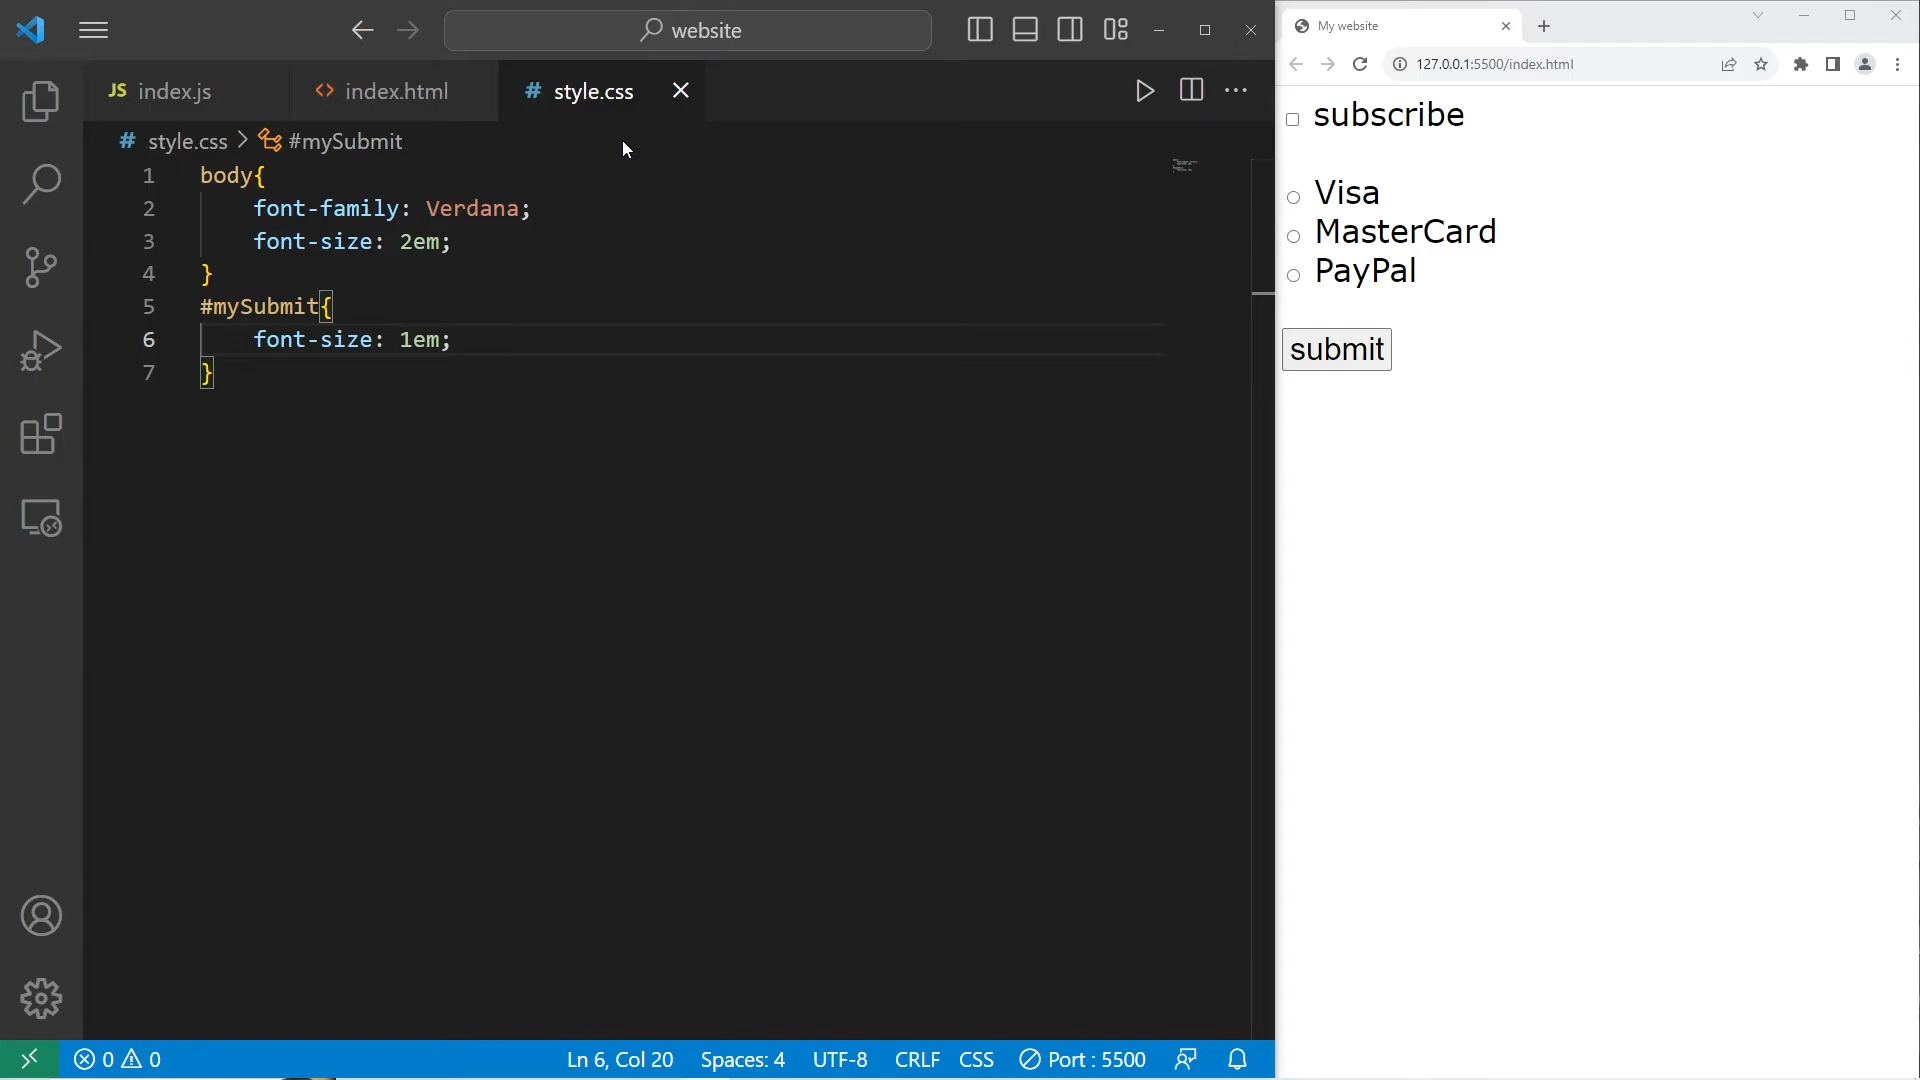 website
JS index.js
<> index.html
# style.css
# style.css > #mySubmit
1 body{
2 font-family: Verdana;
3 font-size: 2em;
4 }
5 #mySubmit{
6 font-size: 1em;
7 }
0 0
Ln 6, Col 20
Spaces: 4
UTF-8
CRLF
CSS
Port : 5500
My website
127.0.0.1:5500/index.html
subscribe
Visa
MasterCard
PayPal
submit